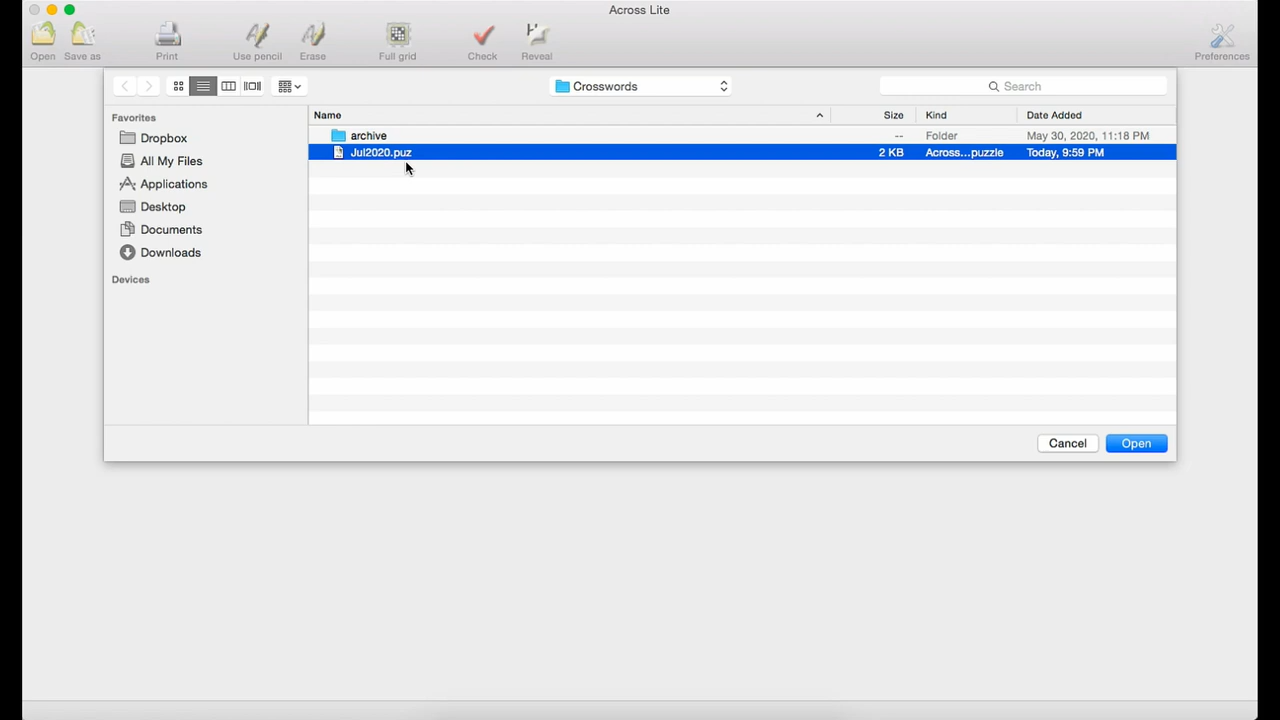 Across Lite
Open Save as Print Use pencil Erase Full grid Check Reveal Preferences
Crosswords
Search
Favorites
Dropbox
All My Files
Applications
Desktop
Documents
Downloads
Devices
Name Size Kind Date Added
archive -- Folder May 30, 2020, 11:18 PM
Jul2020.puz 2 KB Across...puzzle Today, 9:59 PM
Cancel Open